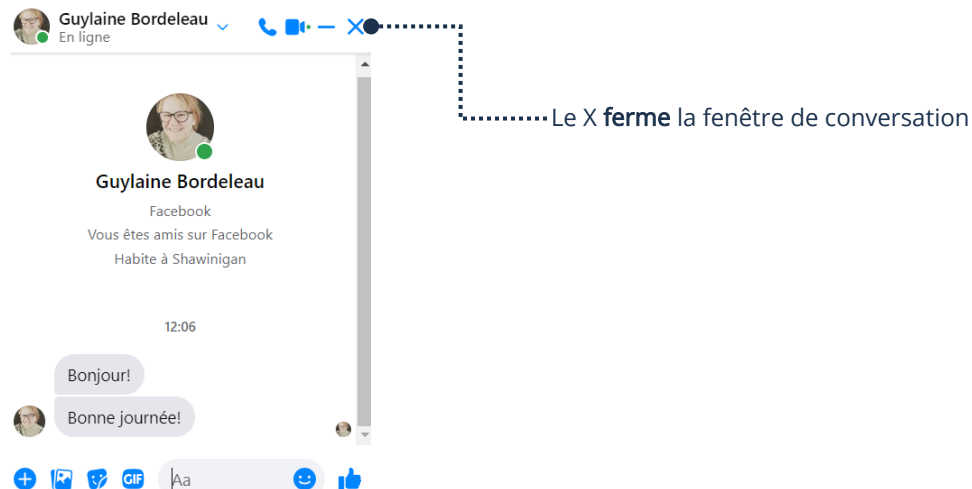 Guylaine Bordeleau
En ligne
Le X ferme la fenêtre de conversation
Guylaine Bordeleau
Facebook
Vous êtes amis sur Facebook
Habite à Shawinigan
12:06
Bonjour!
Bonne journée!
GIF
Aa